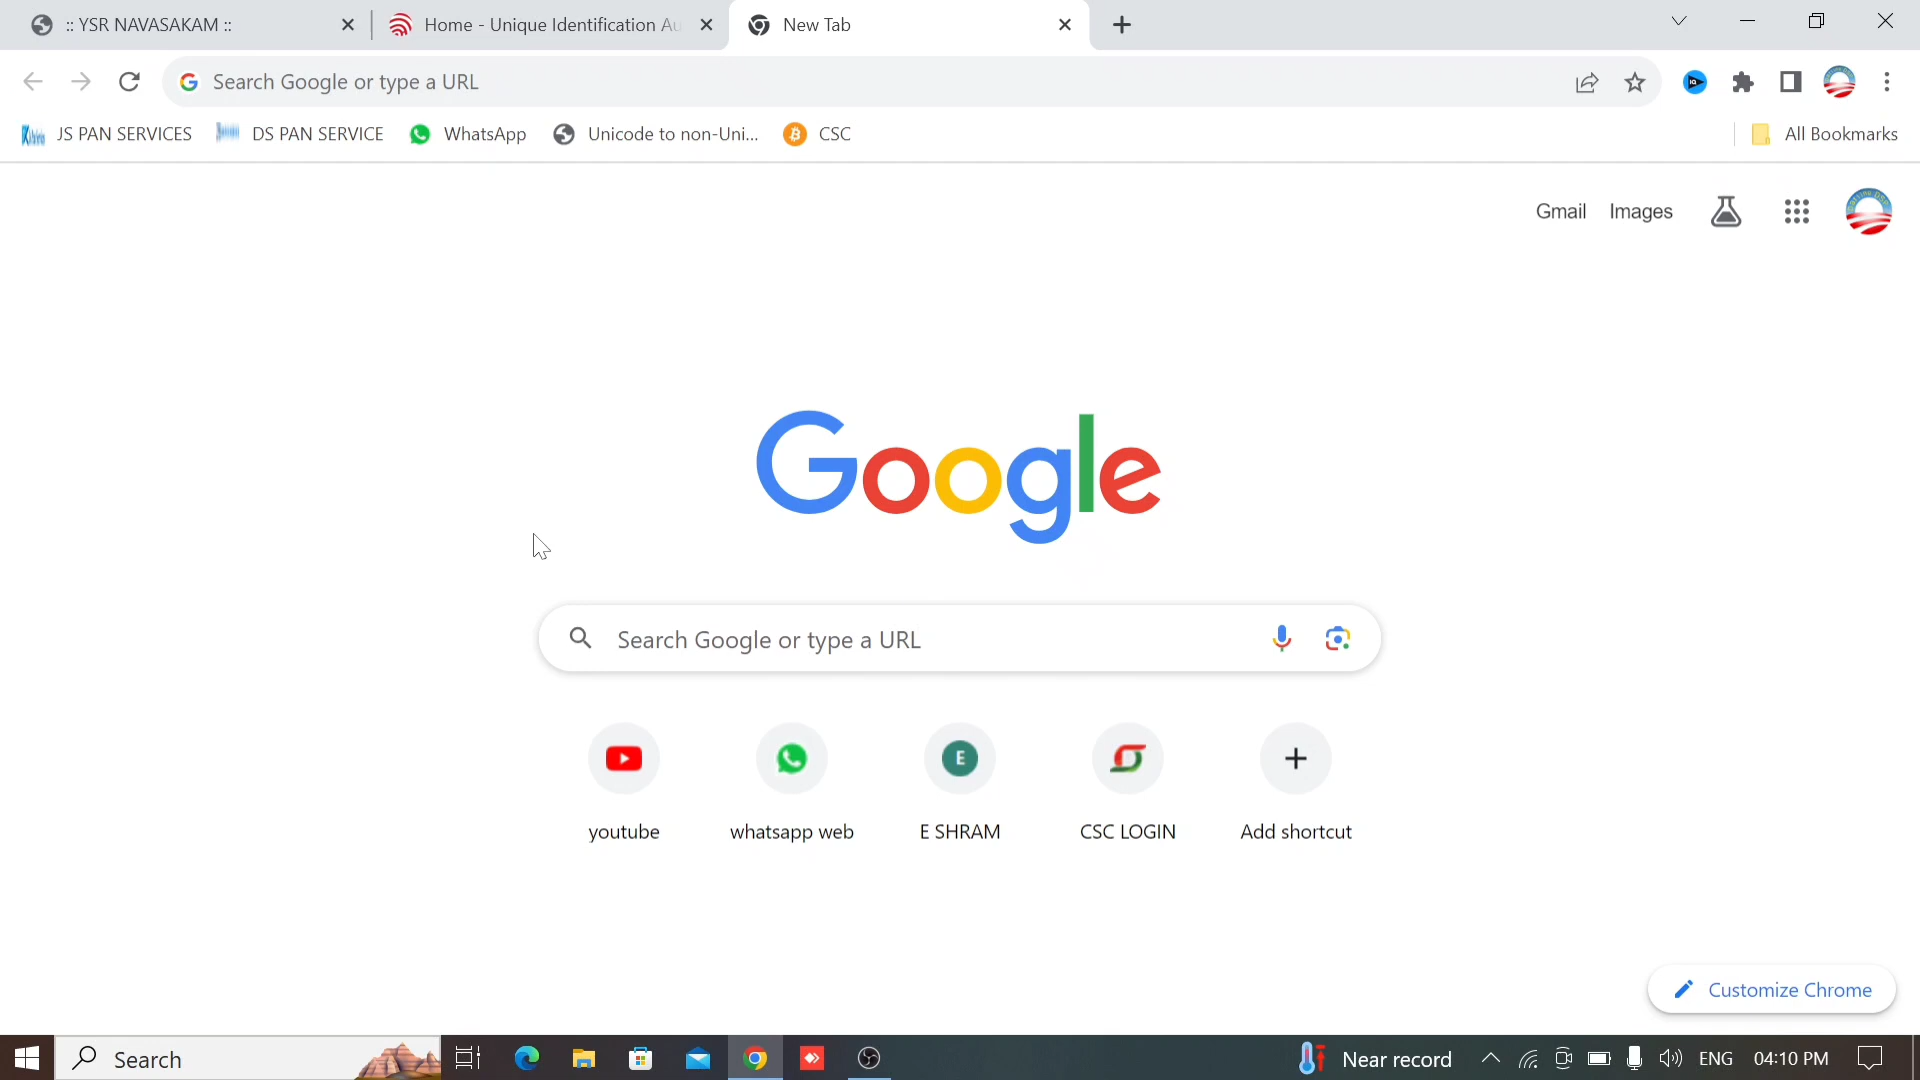 :: YSR NAVASAKAM ::
Home - Unique Identification Au
New Tab
Search Google or type a URL
JS PAN SERVICES
DS PAN SERVICE
WhatsApp
Unicode to non-Uni...
CSC
All Bookmarks
Gmail
Images
Google
Search Google or type a URL
youtube
whatsapp web
E
E SHRAM
CSC LOGIN
Add shortcut
Customize Chrome
Search
Near record
ENG
04:10 PM